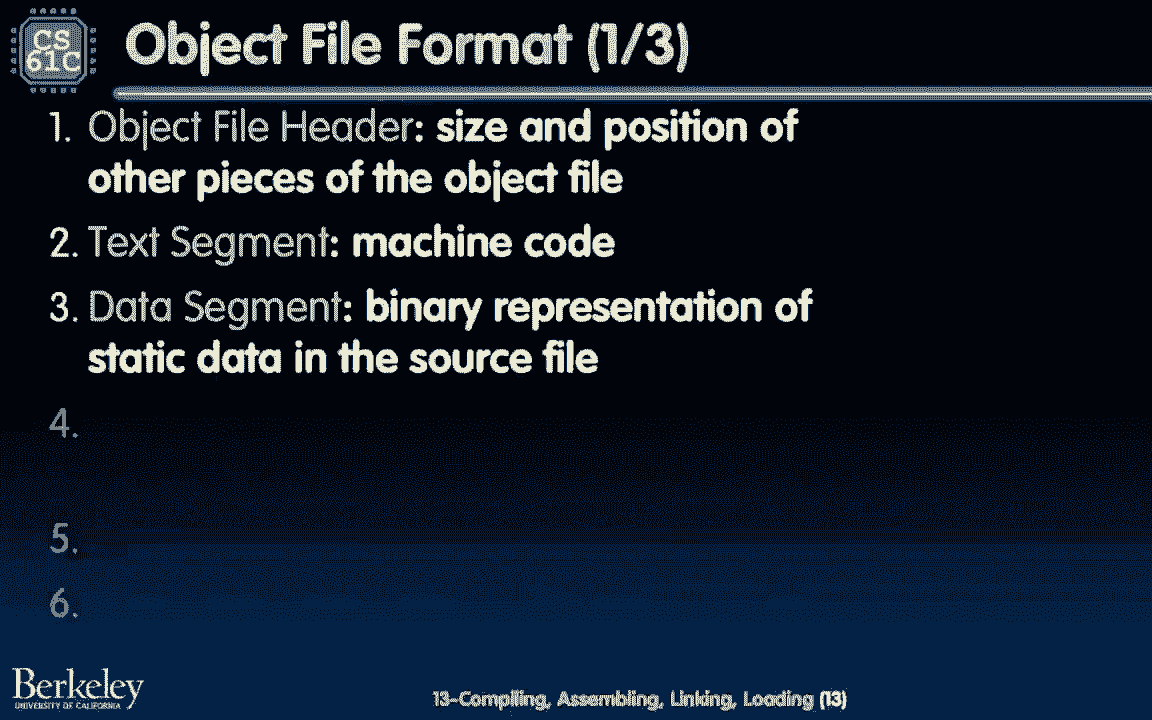 CS
61C
Object File Format (1/3)
1. Object File Header: size and position of
other pieces of the object file
2. Text Segment: machine code
3. Data Segment: binary representation of
static data in the source file
4.
5.
6.
Berkeley
UNIVERSITY OF CALIFORNIA
13-Compiling, Assembling, Linking, Loading (13)